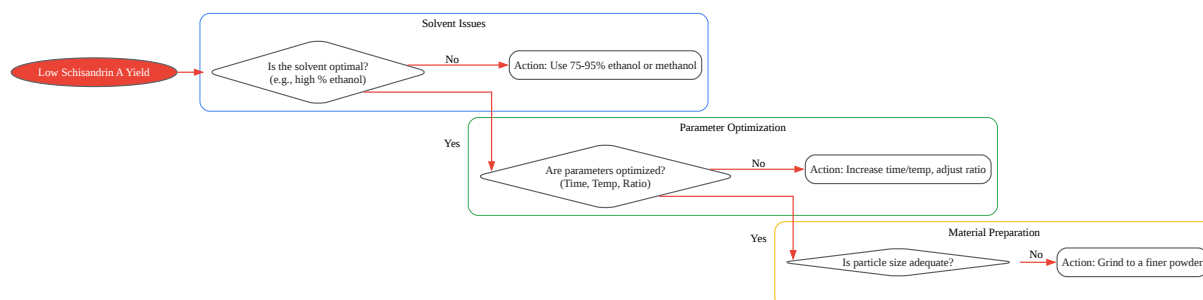 Solvent Issues
Low Schisandrin A Yield
Is the solvent optimal?
(e.g., high % ethanol)
No
Action: Use 75-95% ethanol or methanol
Yes
Parameter Optimization
Are parameters optimized?
(Time, Temp, Ratio)
No
Action: Increase time/temp, adjust ratio
Yes
Material Preparation
Is particle size adequate?
No
Action: Grind to a finer powder